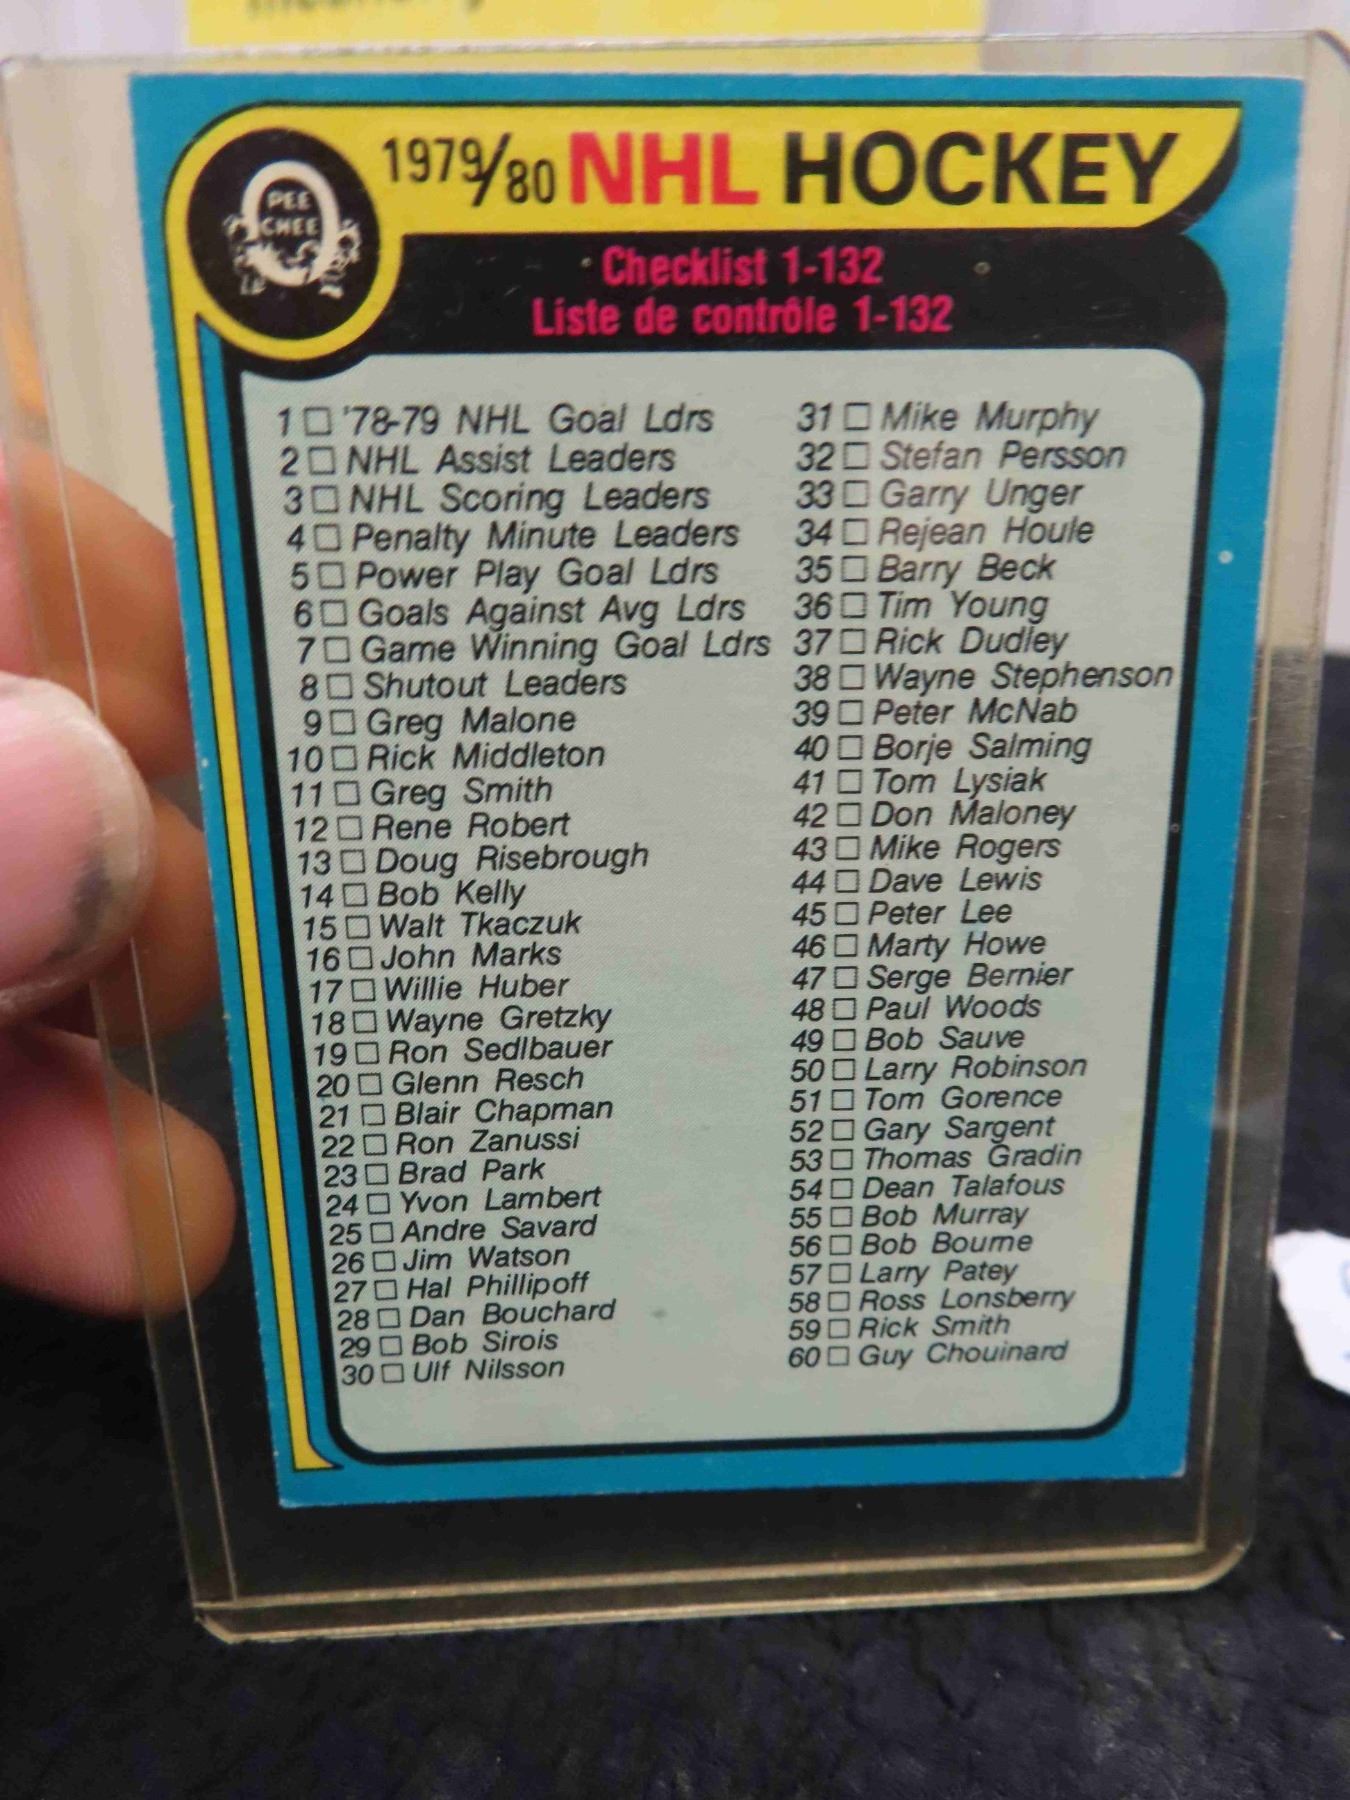 PEE
CHEE
1979/80 NHL HOCKEY
Checklist 1-132
Liste de contrôle 1-132
1 '78-79 NHL Goal Ldrs
2 NHL Assist Leaders
3 NHL Scoring Leaders
4 Penalty Minute Leaders
5 Power Play Goal Ldrs
6 Goals Against Avg Ldrs
7 Game Winning Goal Ldrs
8 Shutout Leaders
9 Greg Malone
10 Rick Middleton
11 Greg Smith
12 Rene Robert
13 Doug Risebrough
14 Bob Kelly
15 Walt Tkaczuk
16 John Marks
17 Willie Huber
18 Wayne Gretzky
19 Ron Sedlbauer
20 Glenn Resch
21 Blair Chapman
22 Ron Zanussi
23 Brad Park
24 Yvon Lambert
25 Andre Savard
26 Jim Watson
27 Hal Phillipoff
28 Dan Bouchard
29 Bob Sirois
30 Ulf Nilsson
31 Mike Murphy
32 Stefan Persson
33 Garry Unger
34 Rejean Houle
35 Barry Beck
36 Tim Young
37 Rick Dudley
38 Wayne Stephenson
39 Peter McNab
40 Borje Salming
41 Tom Lysiak
42 Don Maloney
43 Mike Rogers
44 Dave Lewis
45 Peter Lee
46 Marty Howe
47 Serge Bernier
48 Paul Woods
49 Bob Sauve
50 Larry Robinson
51 Tom Gorence
52 Gary Sargent
53 Thomas Gradin
54 Dean Talafous
55 Bob Murray
56 Bob Bourne
57 Larry Patey
58 Ross Lonsberry
59 Rick Smith
60 Guy Chouinard